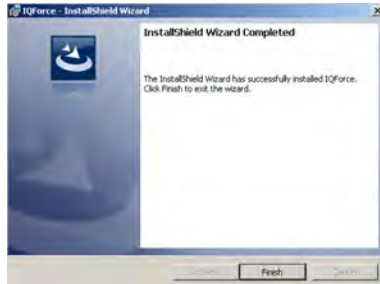 IQForce - InstallShield Wizard
InstallShield Wizard Completed
The InstallShield Wizard has successfully installed IQForce.
Click Finish to exit the wizard.
Finish
Cancel